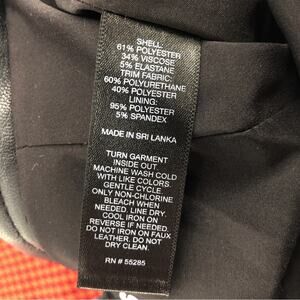 SHELL:
61% POLYESTER
34% VISCOSE
5% ELASTANE
TRIM FABRIC:
60% POLYURETHANE
40% POLYESTER
LINING:
95% POLYESTER
5% SPANDEX
MADE IN SRI LANKA
TURN GARMENT
INSIDE OUT
MACHINE WASH COLD
WITH LIKE COLORS.
GENTLE CYCLE.
ONLY NON-CHLORINE
BLEACH WHEN
NEEDED. LINE DRY.
COOL IRON ON
REVERSE IF NEEDED.
DO NOT IRON ON FAUX
LEATHER. DO NOT
DRY CLEAN.
RN # 55285